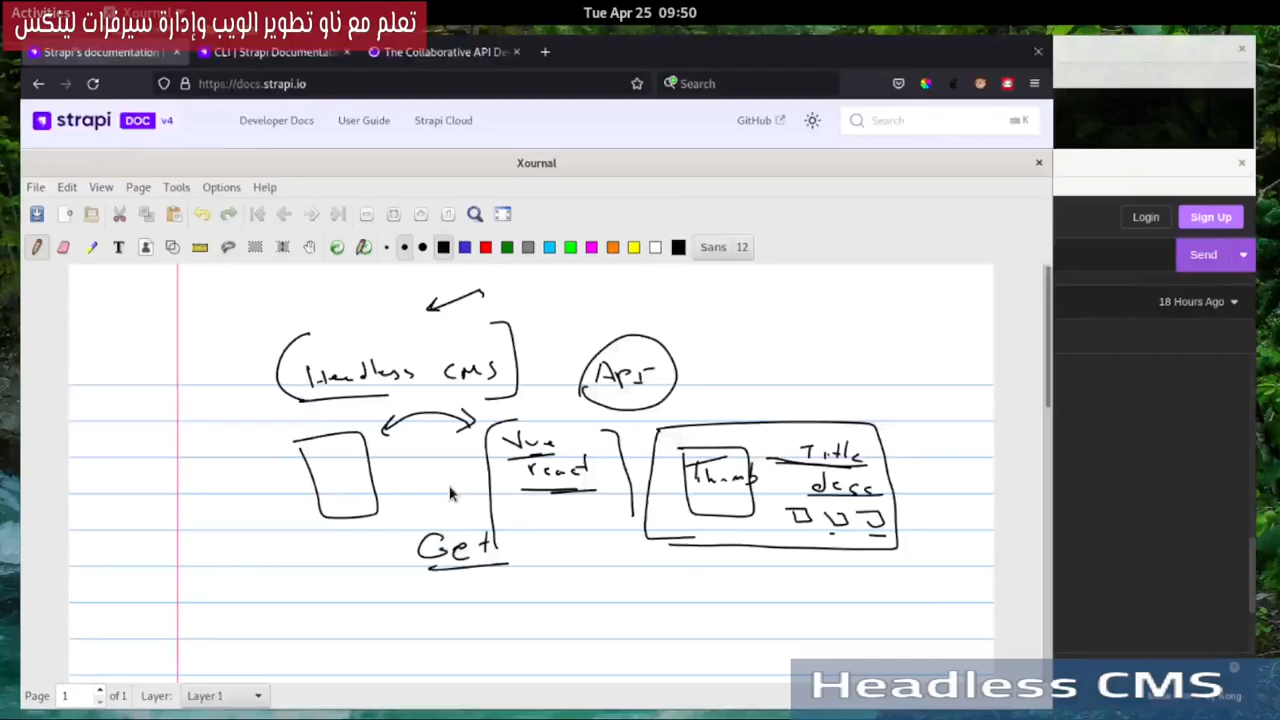 Activities
Xournal
Tue Apr 25 09:50
تعلم مع ناو تطوير الويب وإدارة سيرفرات لينكس
Strapi's documentation
CLI | Strapi Documentat
The Collaborative API De
https://docs.strapi.io
Search
strapi DOC v4
Developer Docs
User Guide
Strapi Cloud
GitHub
Search
K
Xournal
File Edit View Page Tools Options Help
Login
Sign Up
Sans 12
Send
18 Hours Ago
Headless CMS
API
Vue
react
Thumb
Title
desc
Get
Page 1 of 1 Layer: Layer 1
Headless CMS